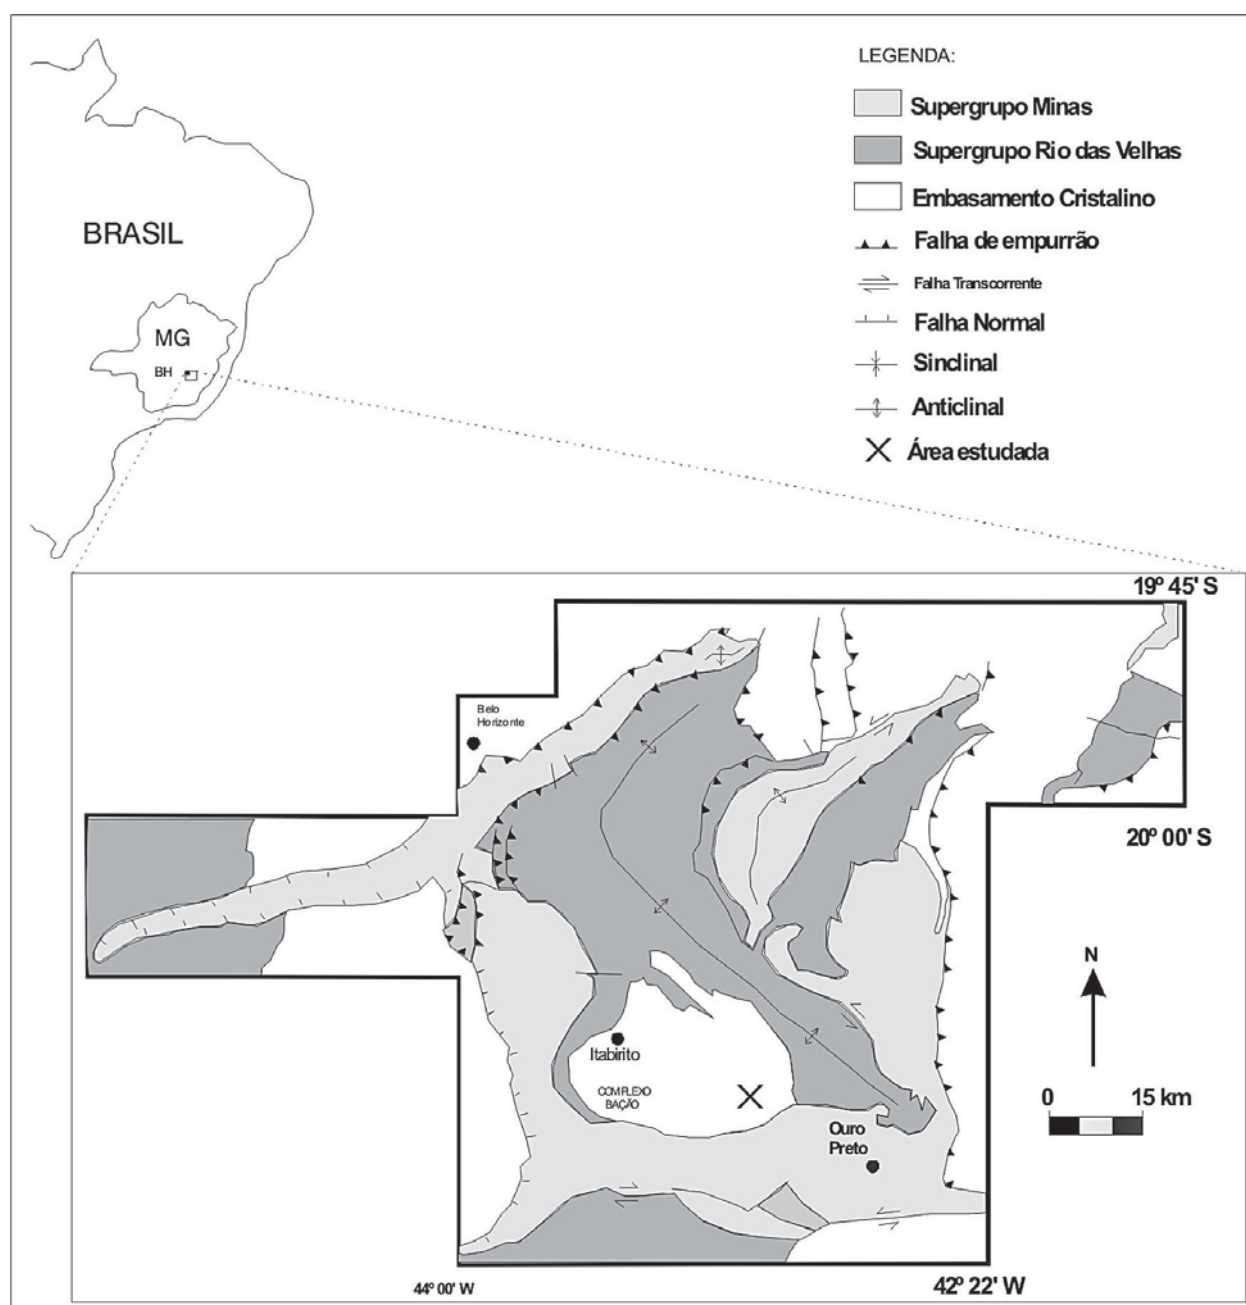 LEGENDA:
Supergrupo Minas
Supergrupo Rio das Velhas
Embasamento Cristalino
Falha de empurrão
Falha Transcorrente
Falha Normal
Sinclinal
Anticlinal
Área estudada
BRASIL
MG
BH
19º 45' S
Belo
Horizonte
20º 00' S
N
Itabirito
COMPLEXO
BAÇÃO
0 15 km
Ouro
Preto
44º 00' W
42º 22' W